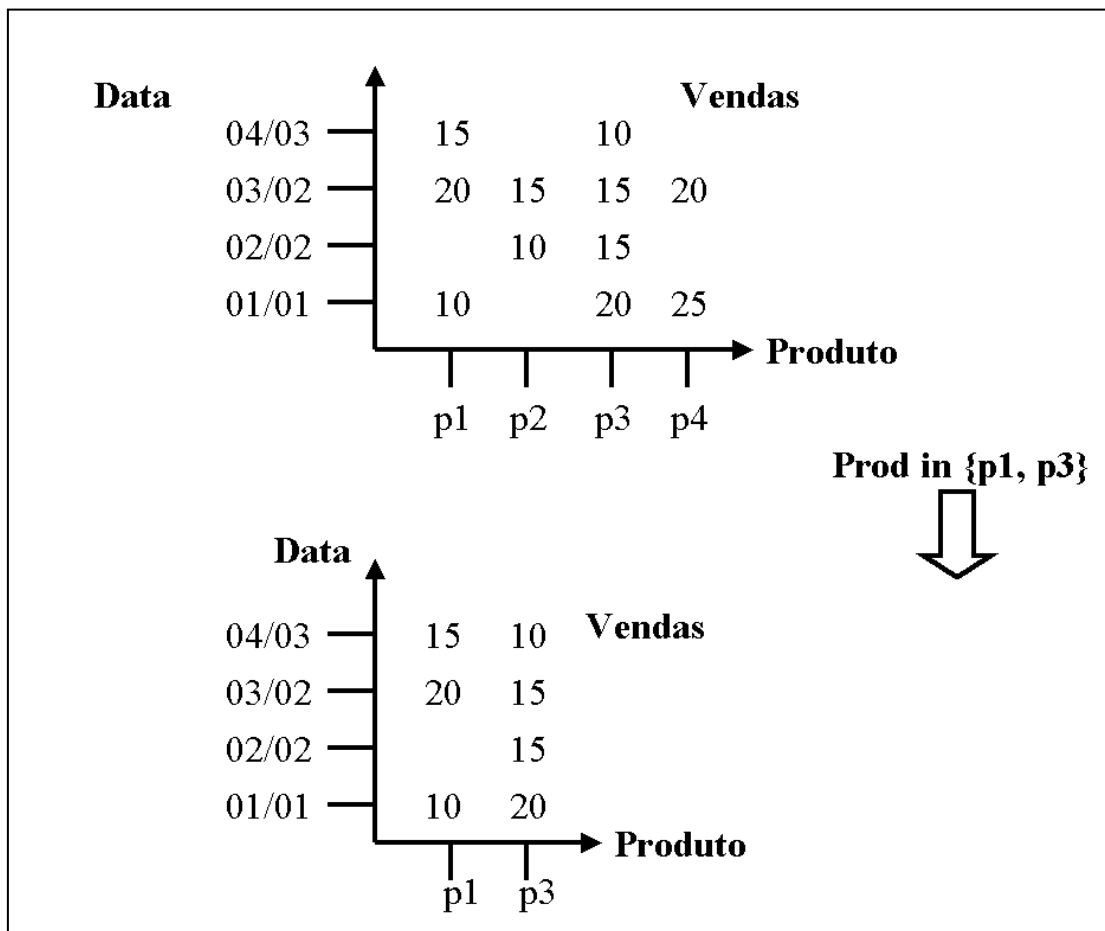 Data Vendas
04/03 15 10
03/02 20 15 15 20
02/02 10 15
01/01 10 20 25
Produto
p1 p2 p3 p4
Prod in {p1, p3}
Data
Vendas
04/03 15 10
03/02 20 15
02/02 15
01/01 10 20
Produto
p1 p3